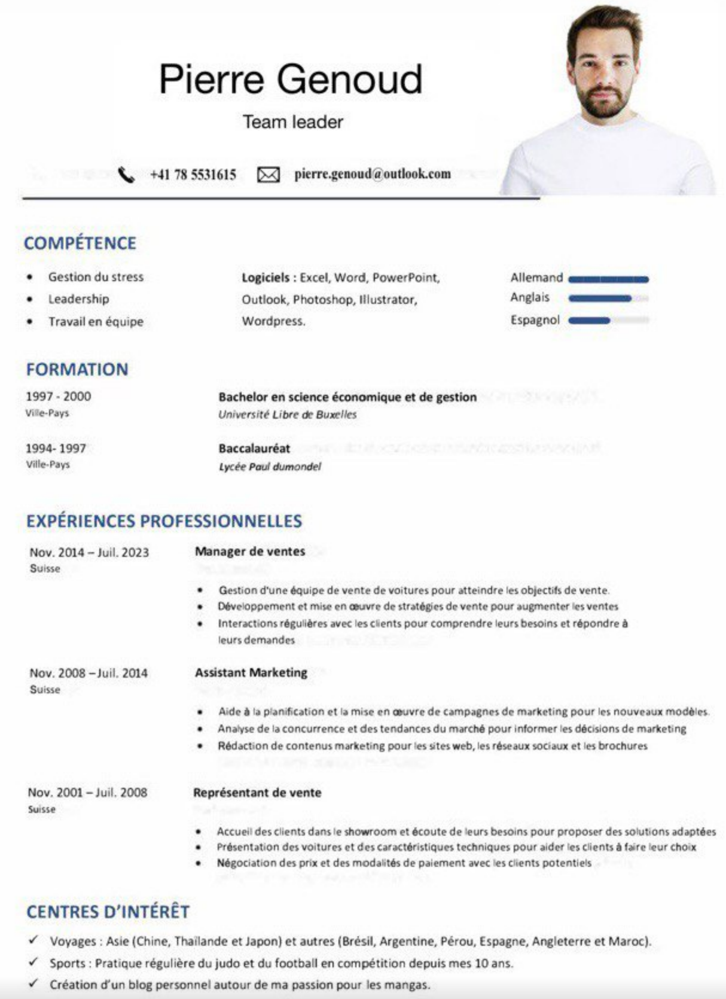 Pierre Genoud
Team leader
+41 78 5531615 pierre.genoud@outlook.com
COMPÉTENCE
• Gestion du stress
• Leadership
• Travail en équipe
Logiciels : Excel, Word, PowerPoint,
Outlook, Photoshop, Illustrator,
Wordpress.
Allemand
Anglais
Espagnol
FORMATION
1997 - 2000
Ville-Pays
Bachelor en science économique et de gestion
Université Libre de Buxelles
1994- 1997
Ville-Pays
Baccalauréat
Lycée Paul dumondel
EXPÉRIENCES PROFESSIONNELLES
Nov. 2014 – Juil. 2023
Suisse
Manager de ventes
• Gestion d'une équipe de vente de voitures pour atteindre les objectifs de vente.
• Développement et mise en œuvre de stratégies de vente pour augmenter les ventes
• Interactions régulières avec les clients pour comprendre leurs besoins et répondre à
leurs demandes
Nov. 2008 – Juil. 2014
Suisse
Assistant Marketing
• Aide à la planification et la mise en œuvre de campagnes de marketing pour les nouveaux modèles.
• Analyse de la concurrence et des tendances du marché pour informer les décisions de marketing
• Rédaction de contenus marketing pour les sites web, les réseaux sociaux et les brochures
Nov. 2001 – Juil. 2008
Suisse
Représentant de vente
• Accueil des clients dans le showroom et écoute de leurs besoins pour proposer des solutions adaptées
• Présentation des voitures et des caractéristiques techniques pour aider les clients à faire leur choix
• Négociation des prix et des modalités de paiement avec les clients potentiels
CENTRES D'INTÉRÊT
✓ Voyages : Asie (Chine, Thaïlande et Japon) et autres (Brésil, Argentine, Pérou, Espagne, Angleterre et Maroc).
✓ Sports : Pratique régulière du judo et du football en compétition depuis mes 10 ans.
✓ Création d'un blog personnel autour de ma passion pour les mangas.